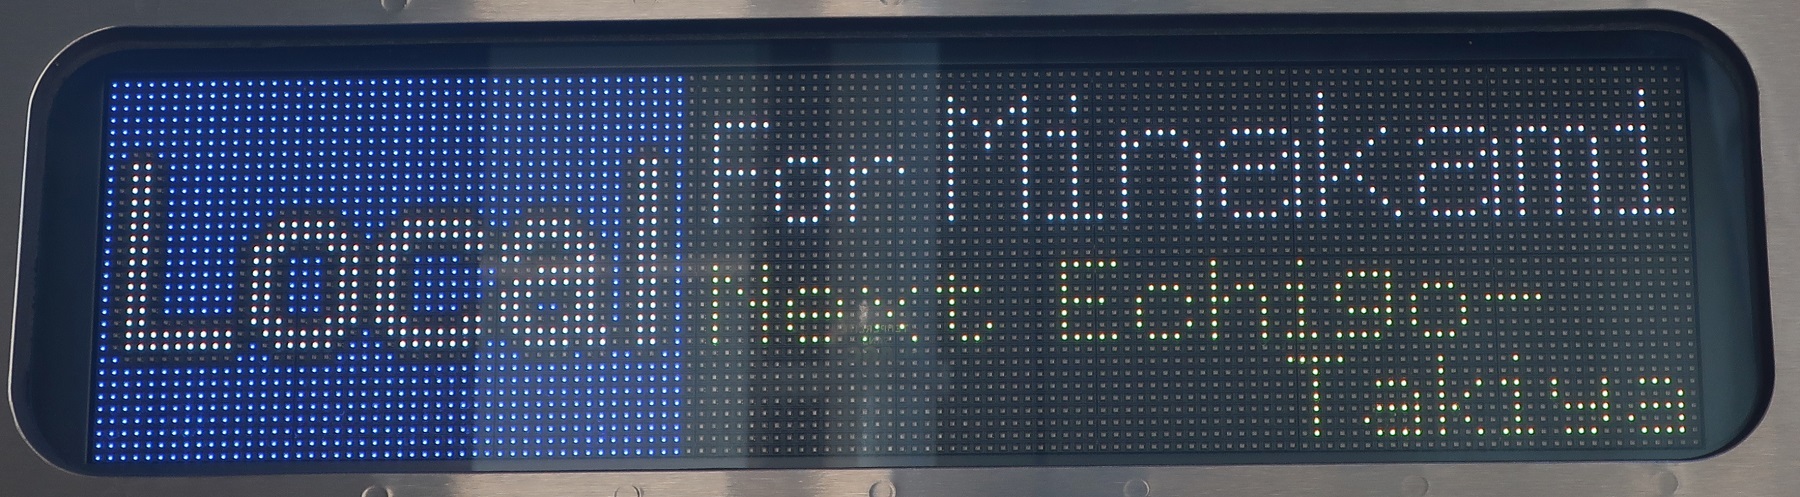 Local For Minakami
Next Echigo-
Takiya